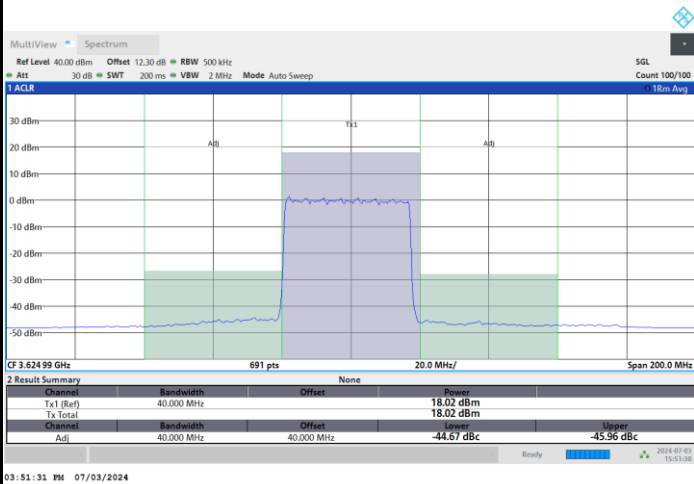 MultiView Spectrum
Ref Level 40.00 dBm Offset 12.30 dB RBW 500 kHz SGL
Att 30 dB SWT 200 ms VBW 2 MHz Mode Auto Sweep Count 100/100
1 ACLR 1Rm Avg
30 dBm
Tx1
20 dBm Adj Adj
10 dBm
0 dBm
-10 dBm
-20 dBm
-30 dBm
-40 dBm
-50 dBm
CF 3.624 99 GHz 691 pts 20.0 MHz/ Span 200.0 MHz
2 Result Summary None
Channel Bandwidth Offset Power
Tx1 (Ref) 40.000 MHz 18.02 dBm
Tx Total 18.02 dBm
Channel Bandwidth Offset Lower Upper
Adj 40.000 MHz 40.000 MHz -44.67 dBc -45.96 dBc
Ready 2024-07-03
15:51:30
03:51:31 PM 07/03/2024